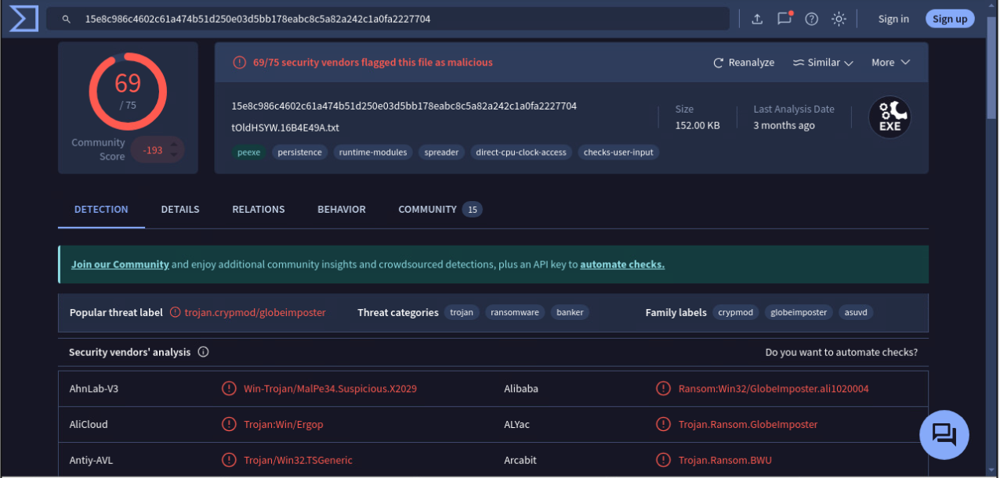 15e8c986c4602c61a474b51d250e03d5bb178eabc8c5a82a242c1a0fa2227704
Sign in
Sign up
69
/ 75
Community
Score
-193
69/75 security vendors flagged this file as malicious
Reanalyze
Similar
More
15e8c986c4602c61a474b51d250e03d5bb178eabc8c5a82a242c1a0fa2227704
tOldHSYW.16B4E49A.txt
Size
152.00 KB
Last Analysis Date
3 months ago
EXE
peexe persistence runtime-modules spreader direct-cpu-clock-access checks-user-input
DETECTION DETAILS RELATIONS BEHAVIOR COMMUNITY 15
Join our Community and enjoy additional community insights and crowdsourced detections, plus an API key to automate checks.
Popular threat label trojan.crypmod/globeimposter Threat categories trojan ransomware banker Family labels crypmod globeimposter asuvd
Security vendors' analysis Do you want to automate checks?
AhnLab-V3 Win-Trojan/MalPe34.Suspicious.X2029 Alibaba Ransom:Win32/GlobeImposter.ali1020004
AliCloud Trojan:Win/Ergop ALYac Trojan.Ransom.GlobeImposter
Antiy-AVL Trojan/Win32.TSGeneric Arcabit Trojan.Ransom.BWU